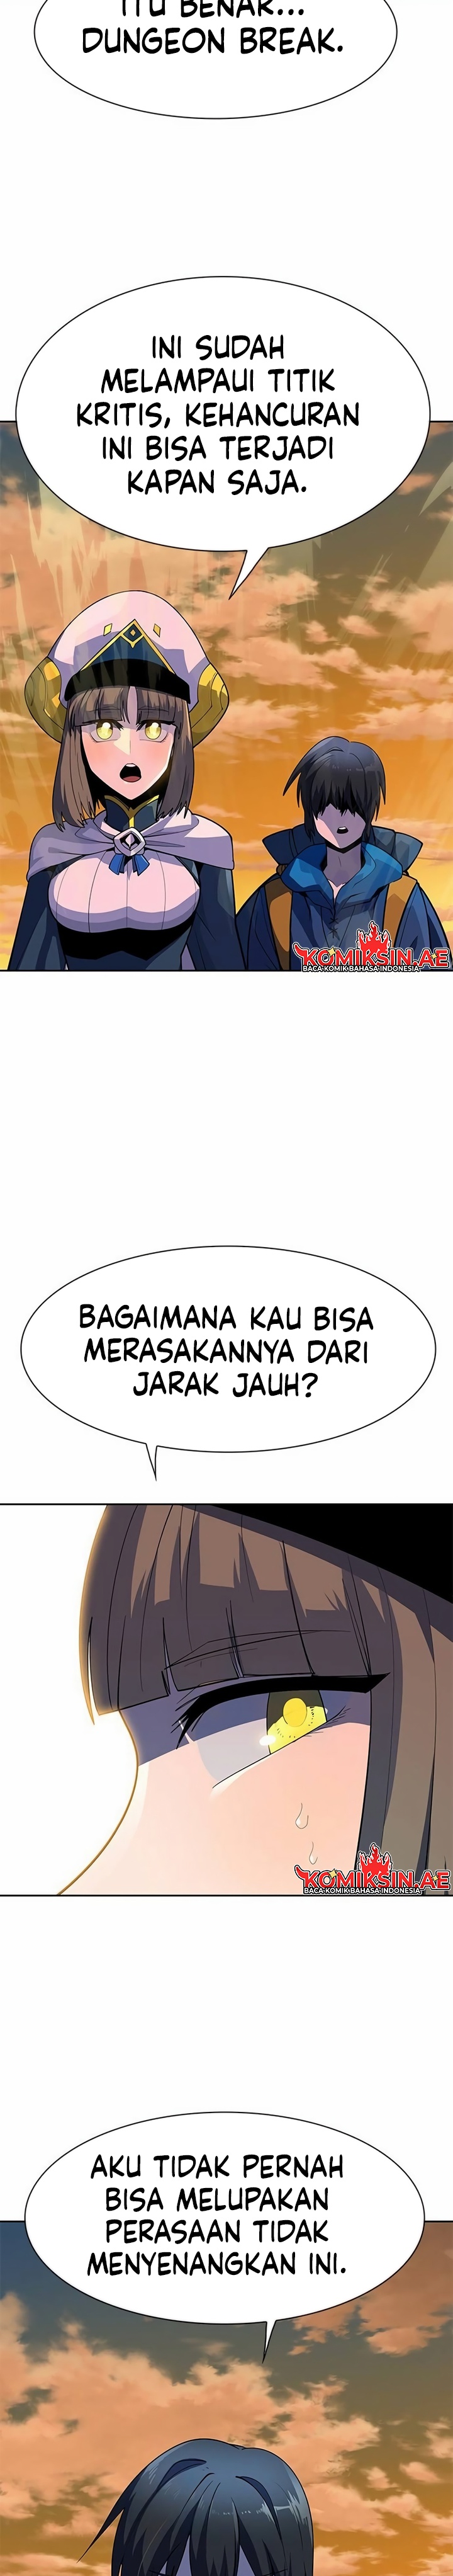 ITU BENAR...
DUNGEON BREAK.
INI SUDAH
MELAMPAUI TITIK
KRITIS, KEHANCURAN
INI BISA TERJADI
KAPAN SAJA.
KOMIKSIN.AE
BACA KOMIK BAHASA INDONESIA
BAGAIMANA KAU BISA
MERASAKANNYA DARI
JARAK JAUH?
KOMIKSIN.AE
BACA KOMIK BAHASA INDONESIA
AKU TIDAK PERNAH
BISA MELUPAKAN
PERASAAN TIDAK
MENYENANGKAN INI.